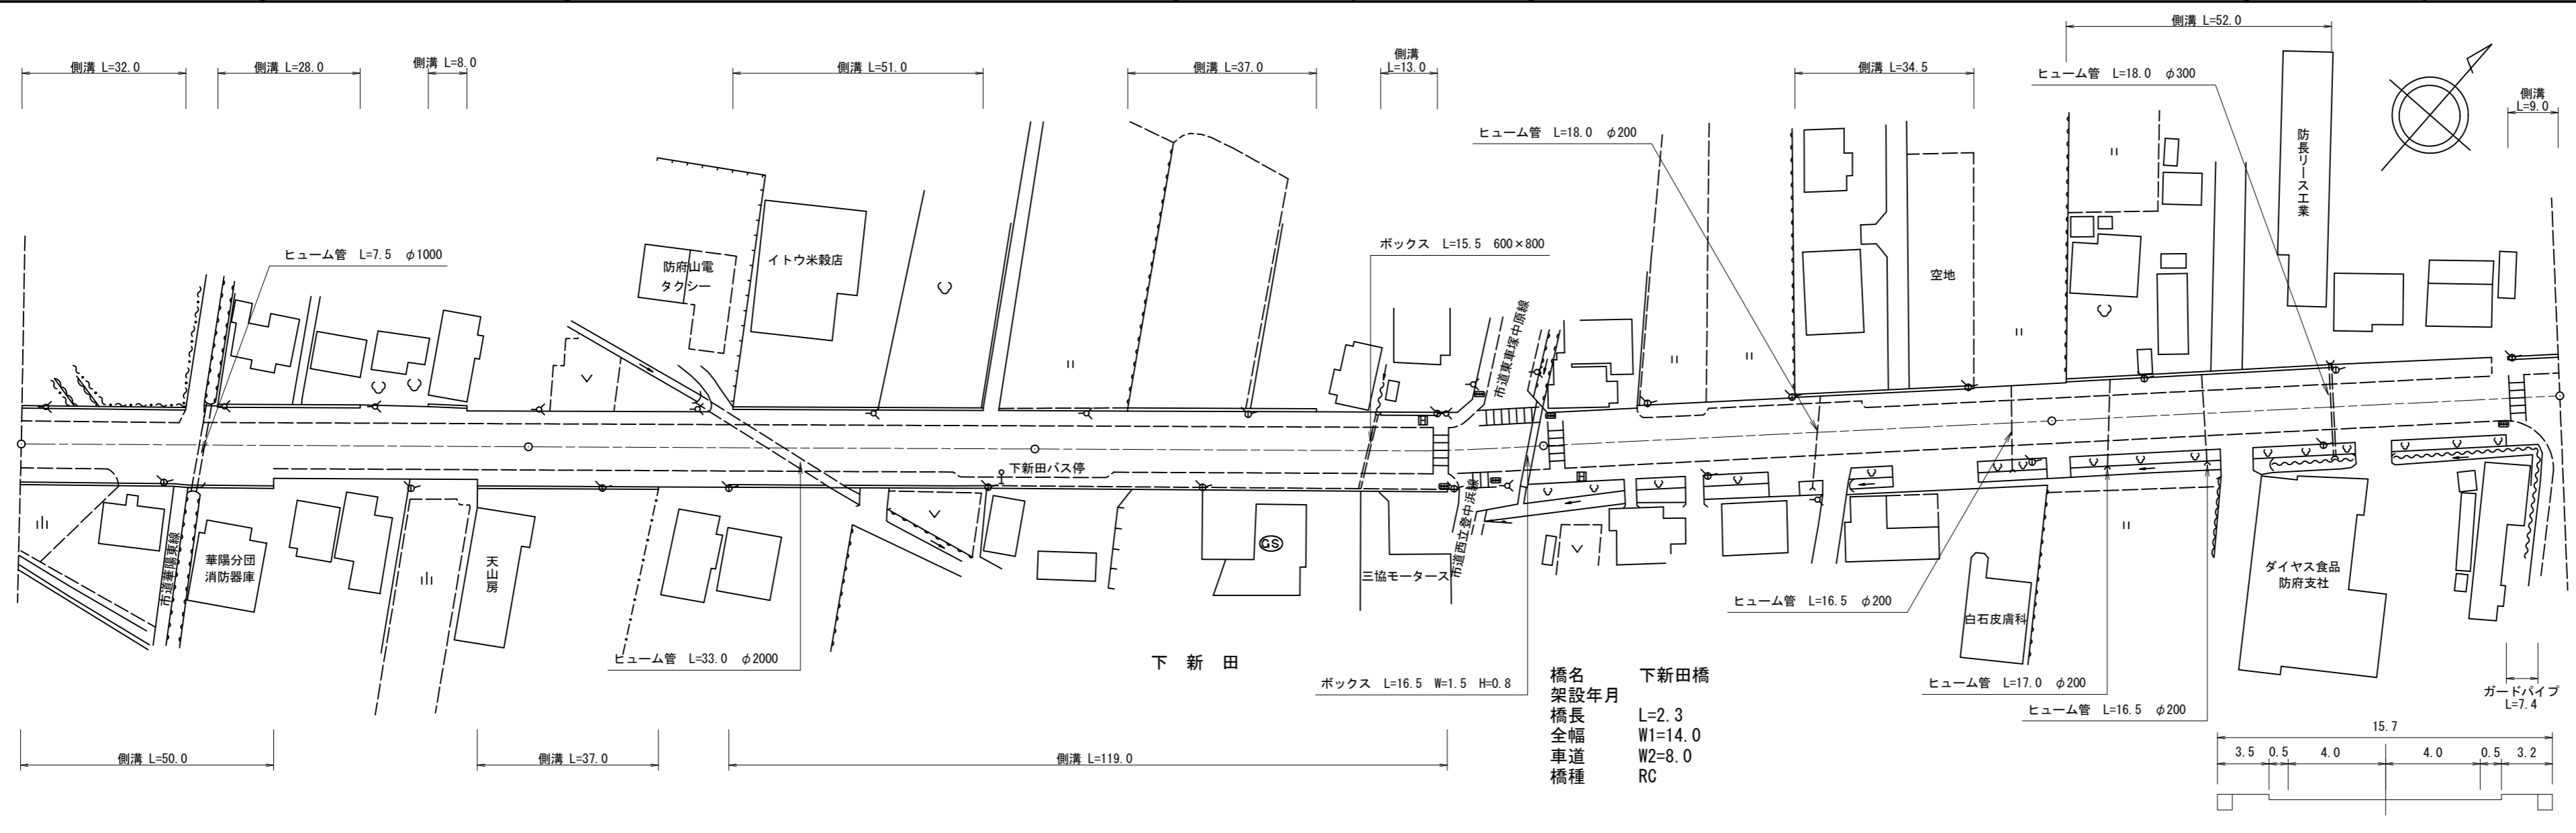 側溝 L=52.0
側溝 L=32.0
側溝 L=28.0
側溝 L=8.0
側溝 L=51.0
側溝 L=37.0
側溝
L=13.0
側溝 L=34.5
ヒューム管 L=18.0 φ300
側溝
L=9.0
ヒューム管 L=18.0 φ200
防長リース工業
ヒューム管 L=7.5 φ1000
防府山電
タクシー
イトウ米穀店
ボックス L=15.5 600×800
空地
市道東車塚中原線
下新田バス停
市道華陽東線
華陽分団
消防器庫
天山房
GS
三協モータース
市道西立登中浜線
ヒューム管 L=16.5 φ200
白石皮膚科
ダイヤス食品
防府支社
ヒューム管 L=33.0 φ2000
下新田
ボックス L=16.5 W=1.5 H=0.8
ヒューム管 L=17.0 φ200
ヒューム管 L=16.5 φ200
ガードパイプ
L=7.4
橋名 下新田橋
架設年月
橋長 L=2.3
全幅 W1=14.0
車道 W2=8.0
橋種 RC
側溝 L=50.0
側溝 L=37.0
側溝 L=119.0
15.7
3.5 0.5 4.0 4.0 0.5 3.2